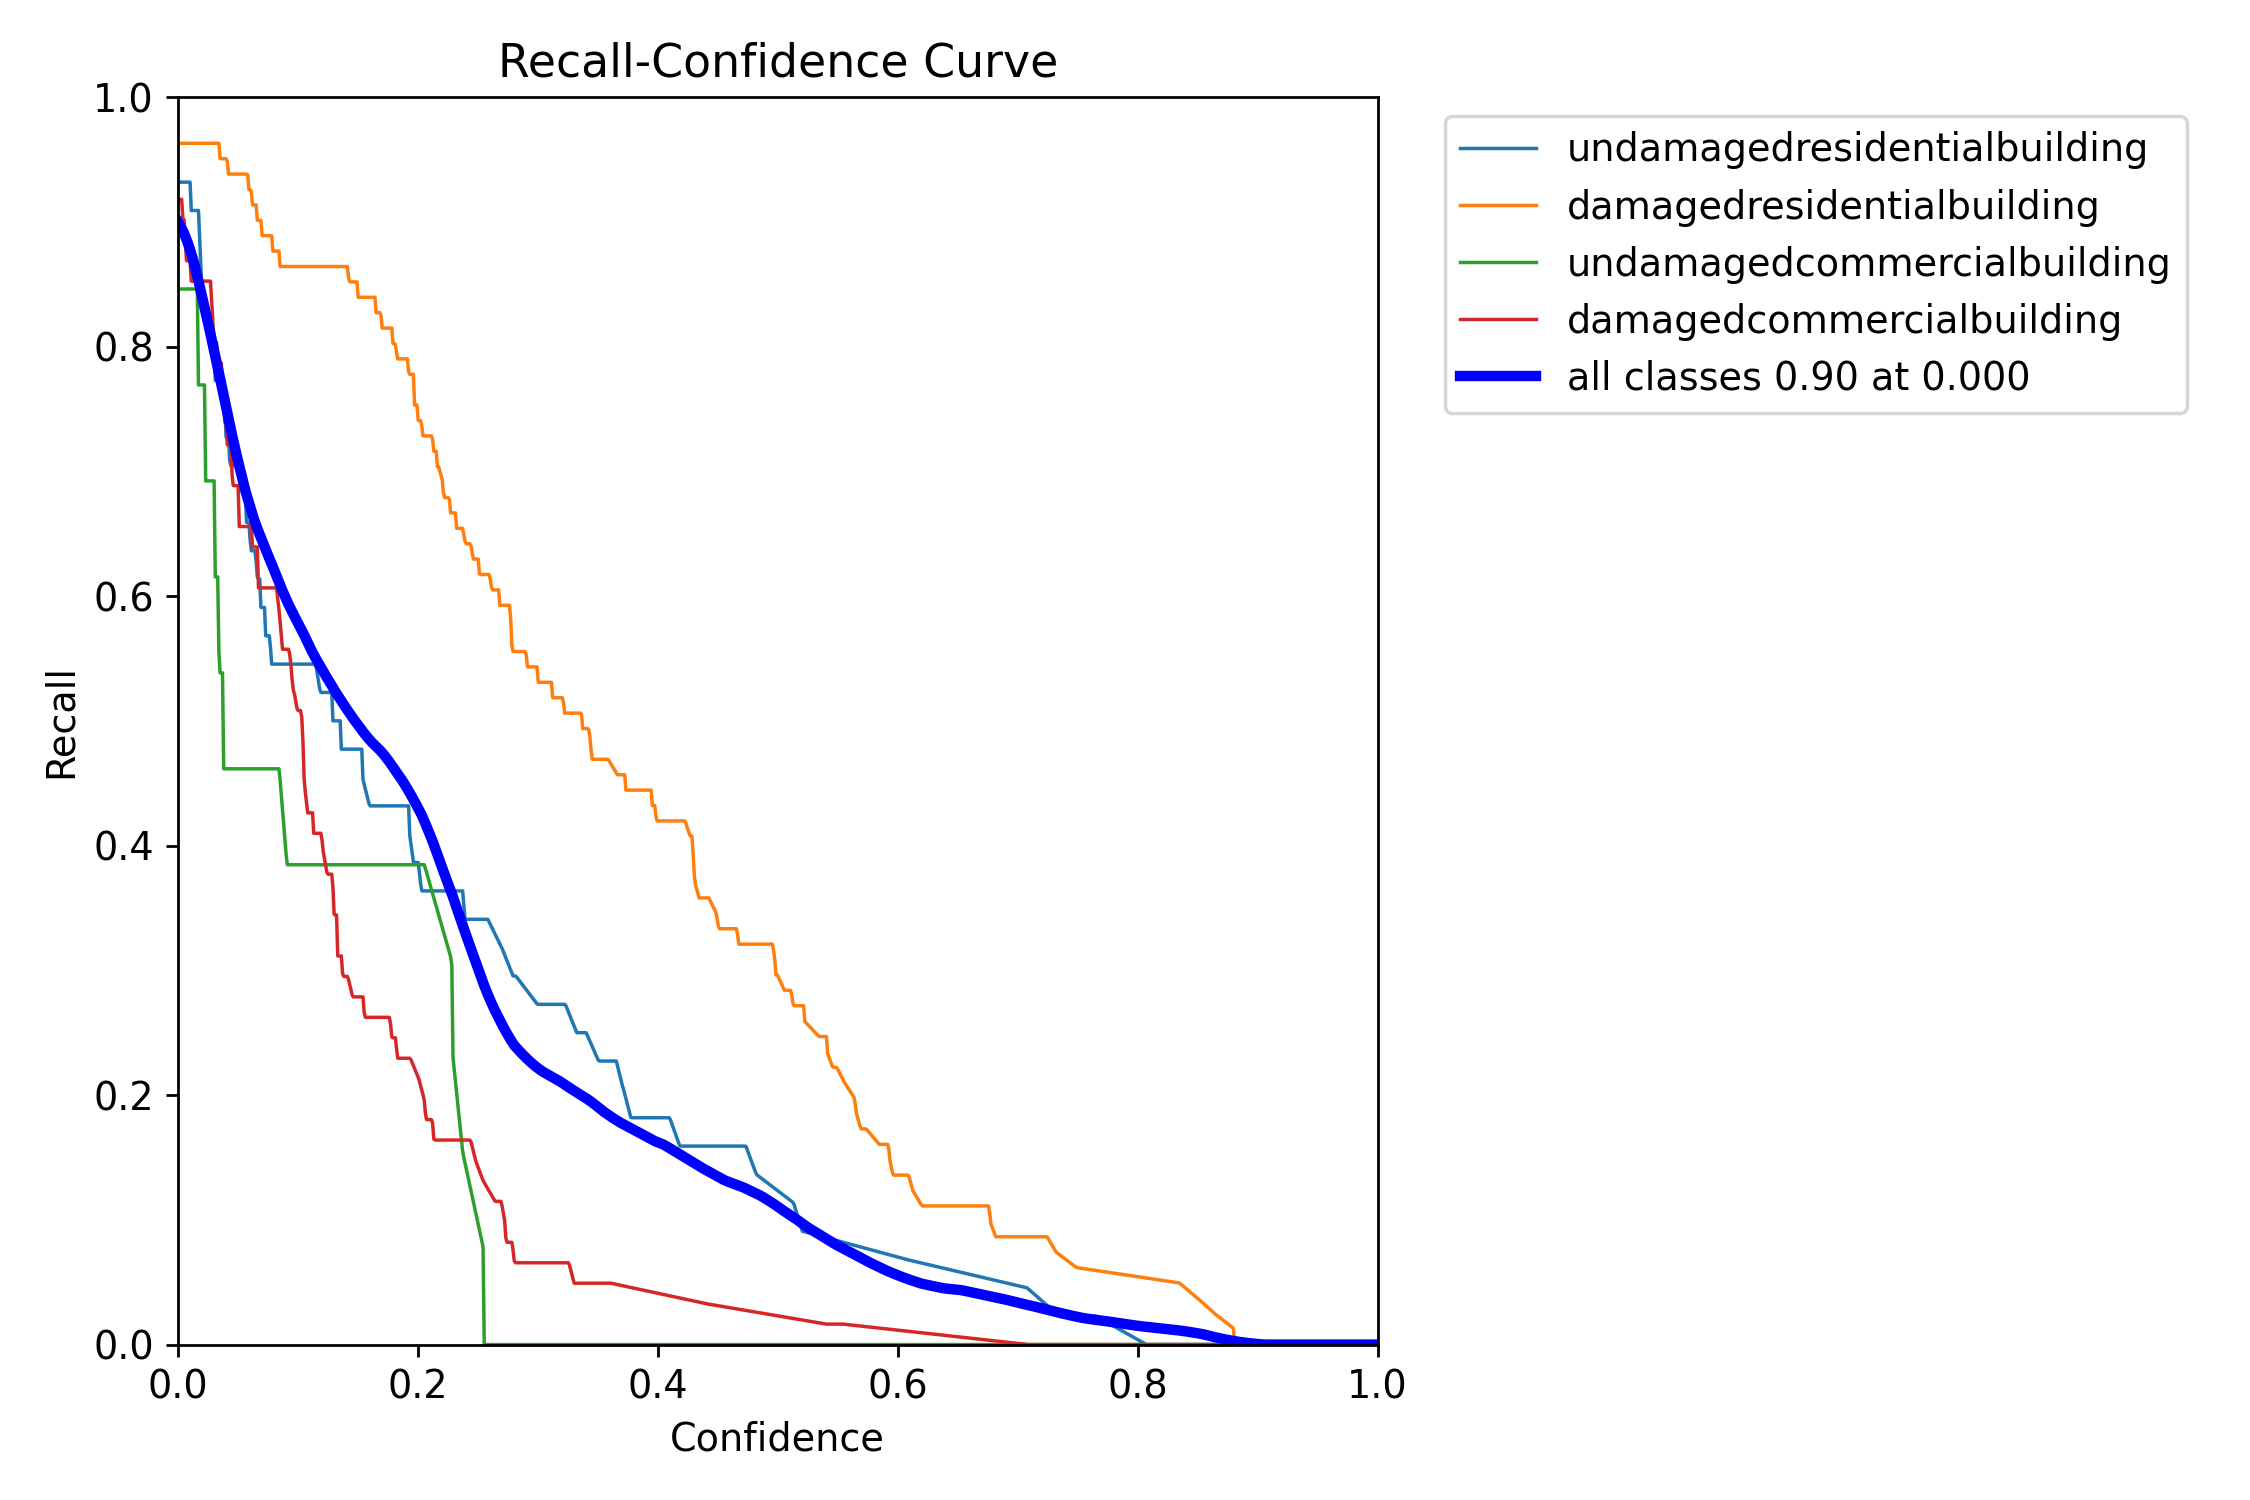 Recall-Confidence Curve
1.0
0.8
0.6
0.4
0.2
0.0
Recall
0.0 0.2 0.4 0.6 0.8 1.0
Confidence
undamagedresidentialbuilding
damagedresidentialbuilding
undamagedcommercialbuilding
damagedcommercialbuilding
all classes 0.90 at 0.000